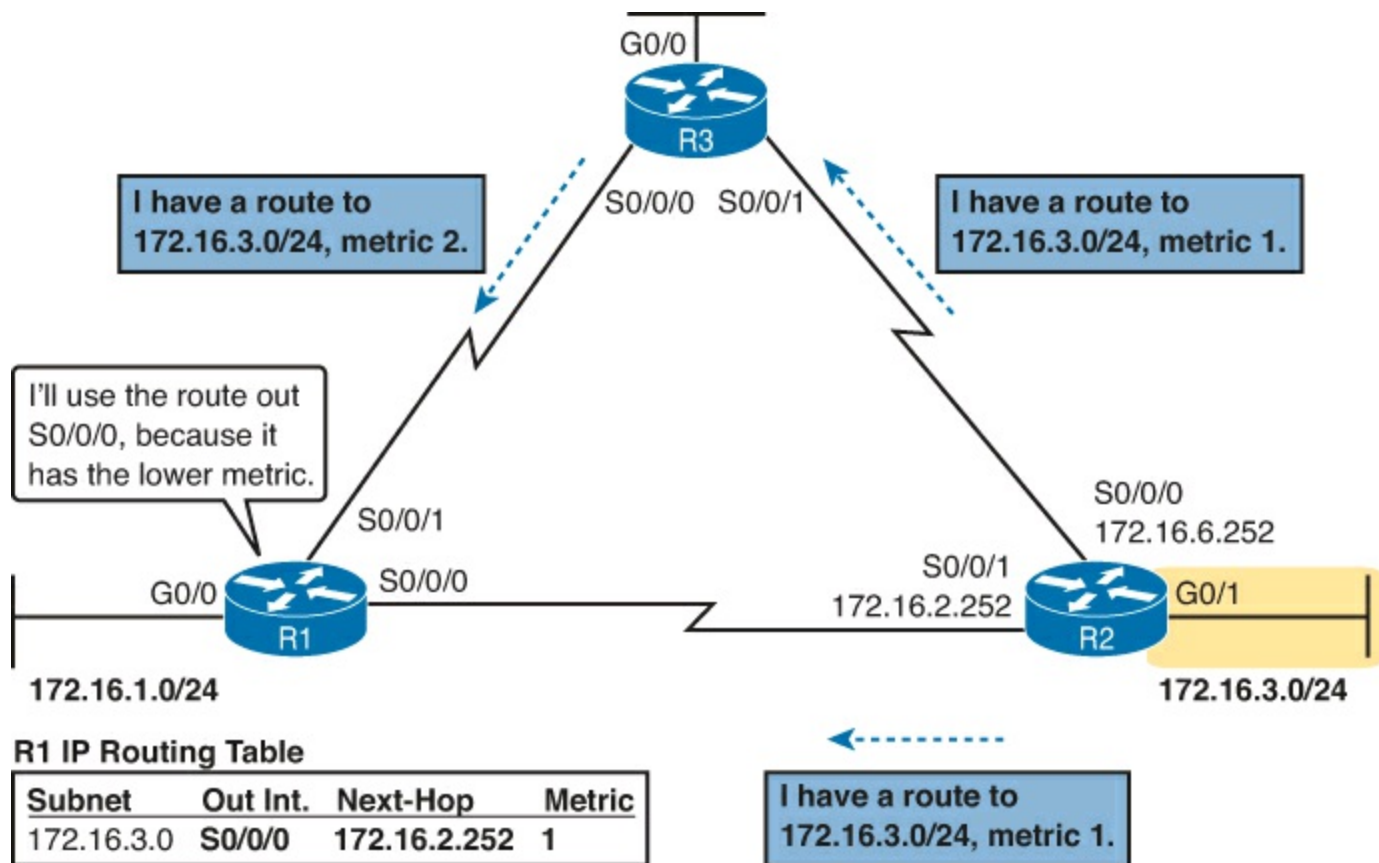 G0/0
R3
I have a route to
172.16.3.0/24, metric 2.
S0/0/0 S0/0/1
I have a route to
172.16.3.0/24, metric 1.
I’ll use the route out
S0/0/0, because it
has the lower metric.
S0/0/1
S0/0/0
172.16.6.252
G0/0
S0/0/0
R1
S0/0/1
172.16.2.252
R2
G0/1
172.16.1.0/24
172.16.3.0/24
R1 IP Routing Table
Subnet Out Int. Next-Hop Metric
172.16.3.0 S0/0/0 172.16.2.252 1
I have a route to
172.16.3.0/24, metric 1.